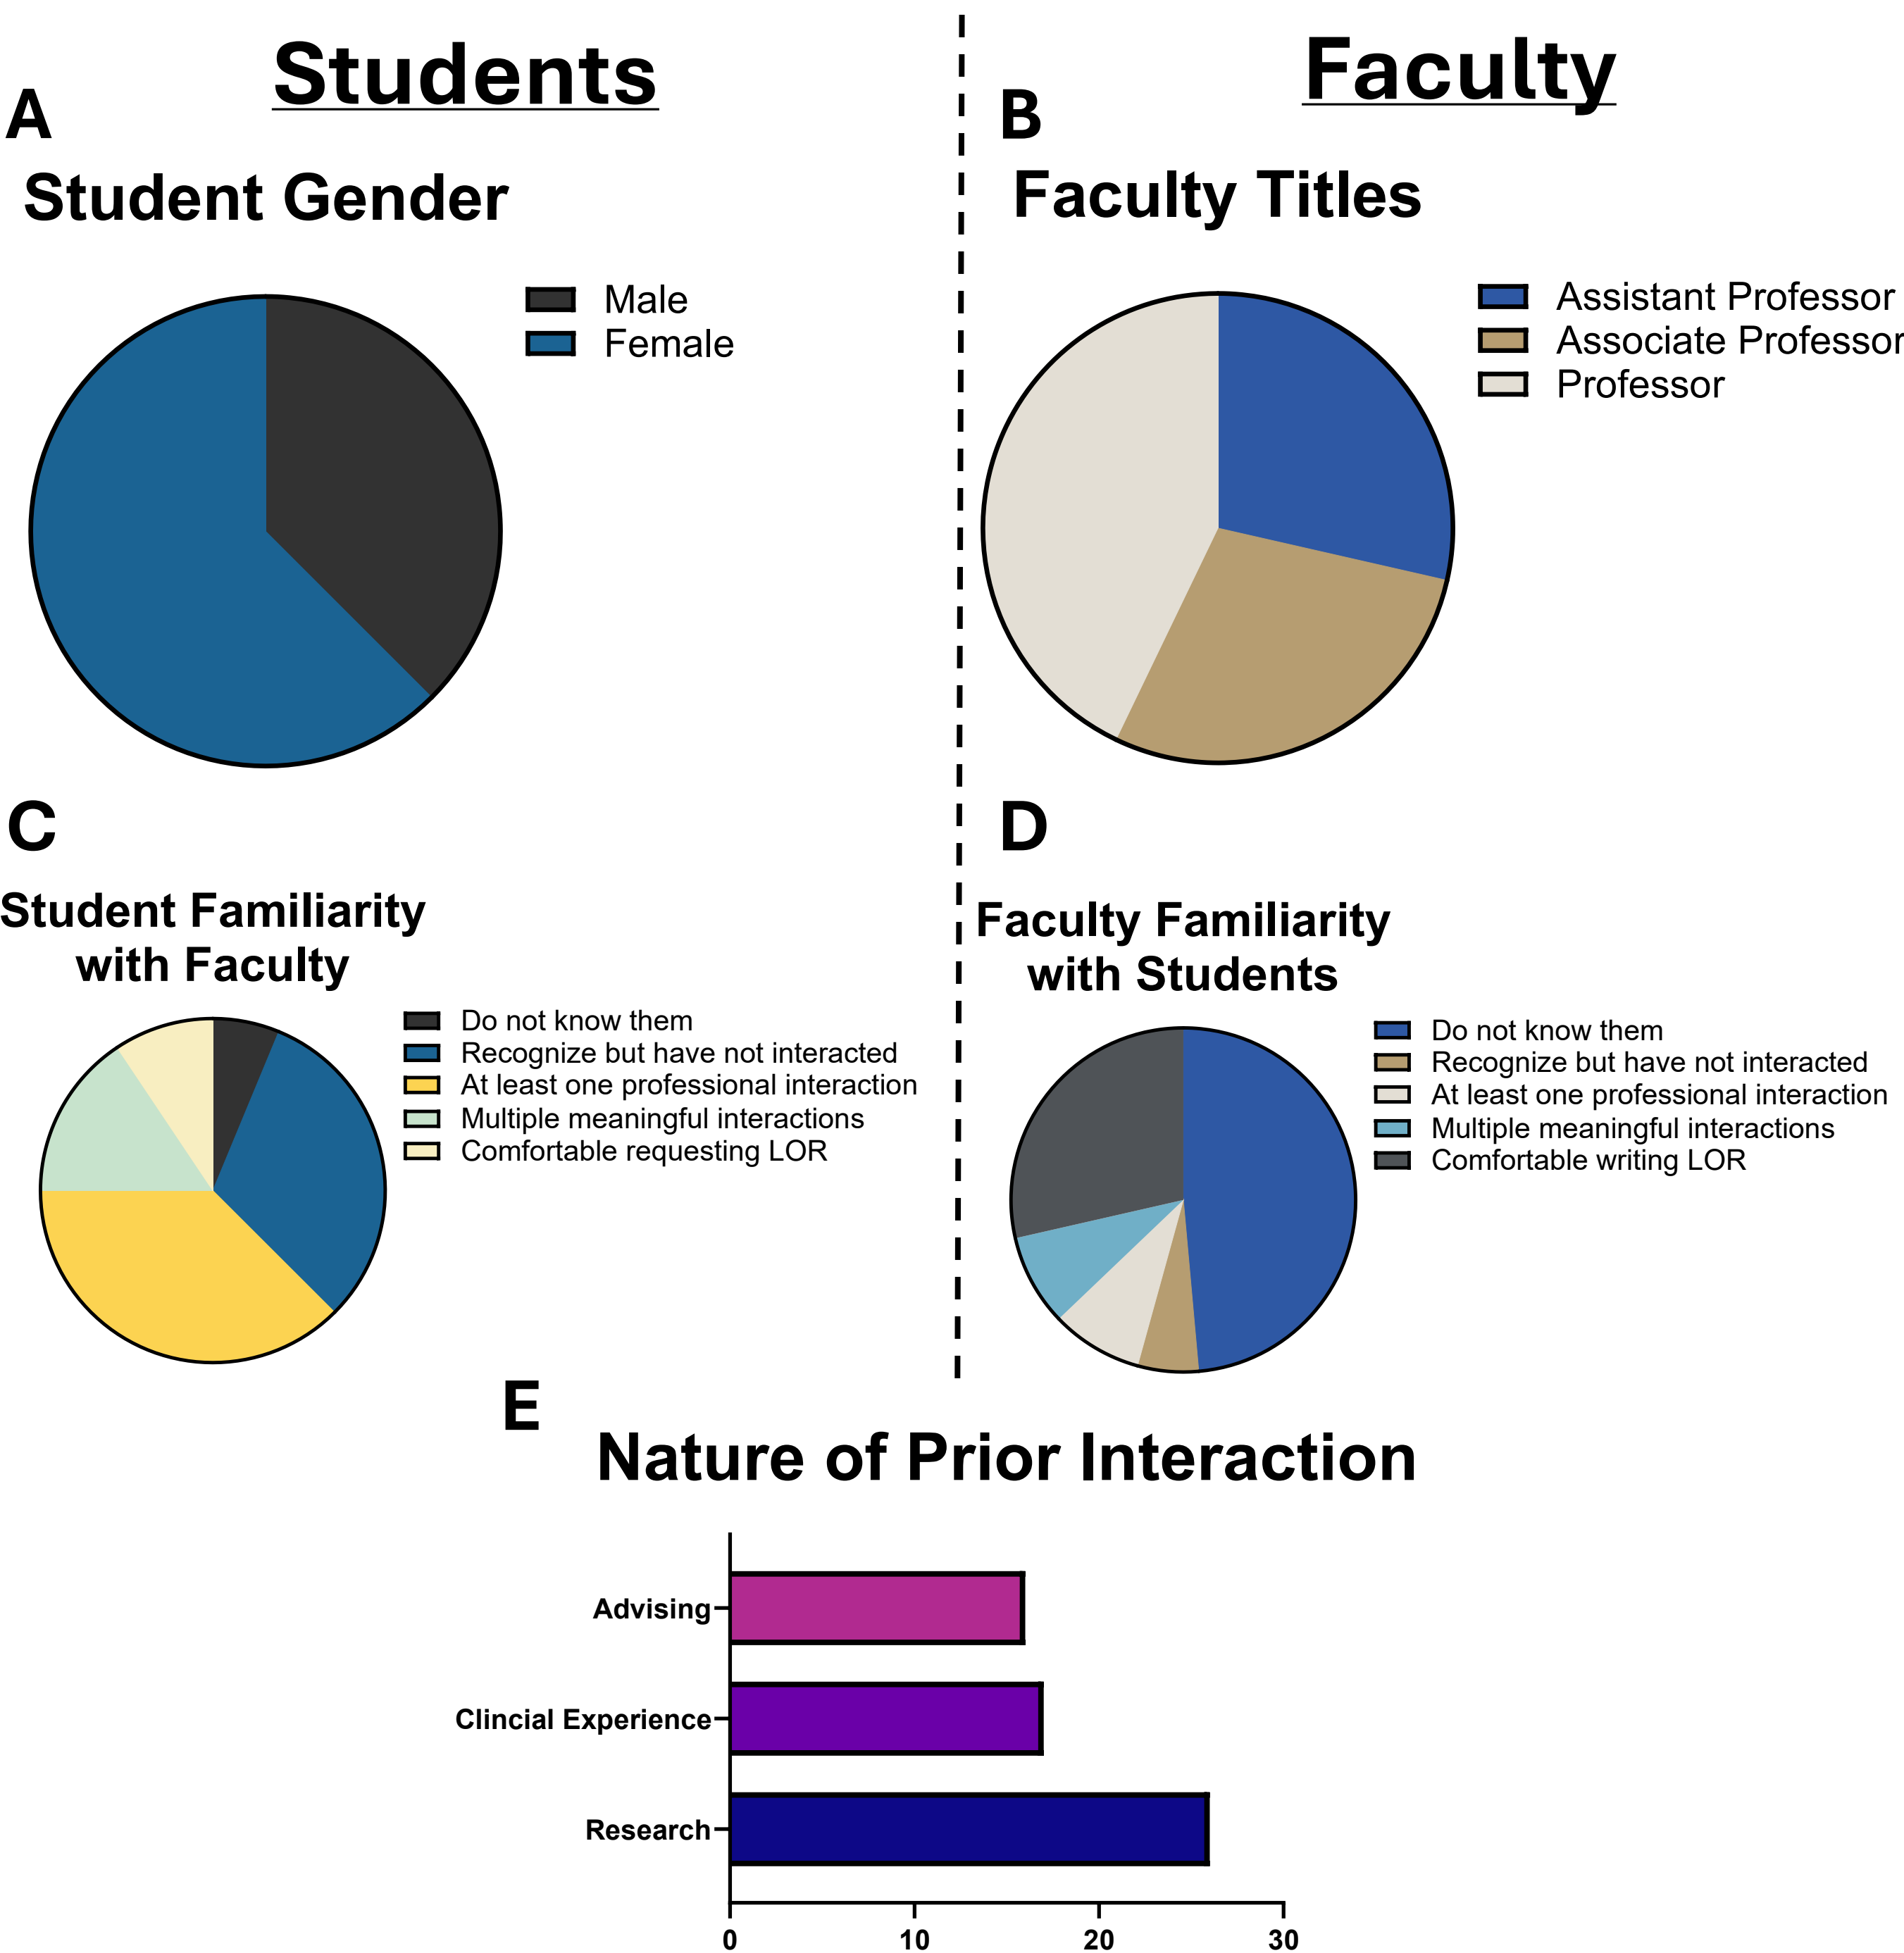 Students
Faculty
A
B
Student Gender
Faculty Titles
Male
Female
Assistant Professor
Associate Professor
Professor
C
D
Student Familiarity
with Faculty
Faculty Familiarity
with Students
Do not know them
Recognize but have not interacted
At least one professional interaction
Multiple meaningful interactions
Comfortable requesting LOR
Do not know them
Recognize but have not interacted
At least one professional interaction
Multiple meaningful interactions
Comfortable writing LOR
E
Nature of Prior Interaction
Advising
Clincial Experience
Research
0 10 20 30